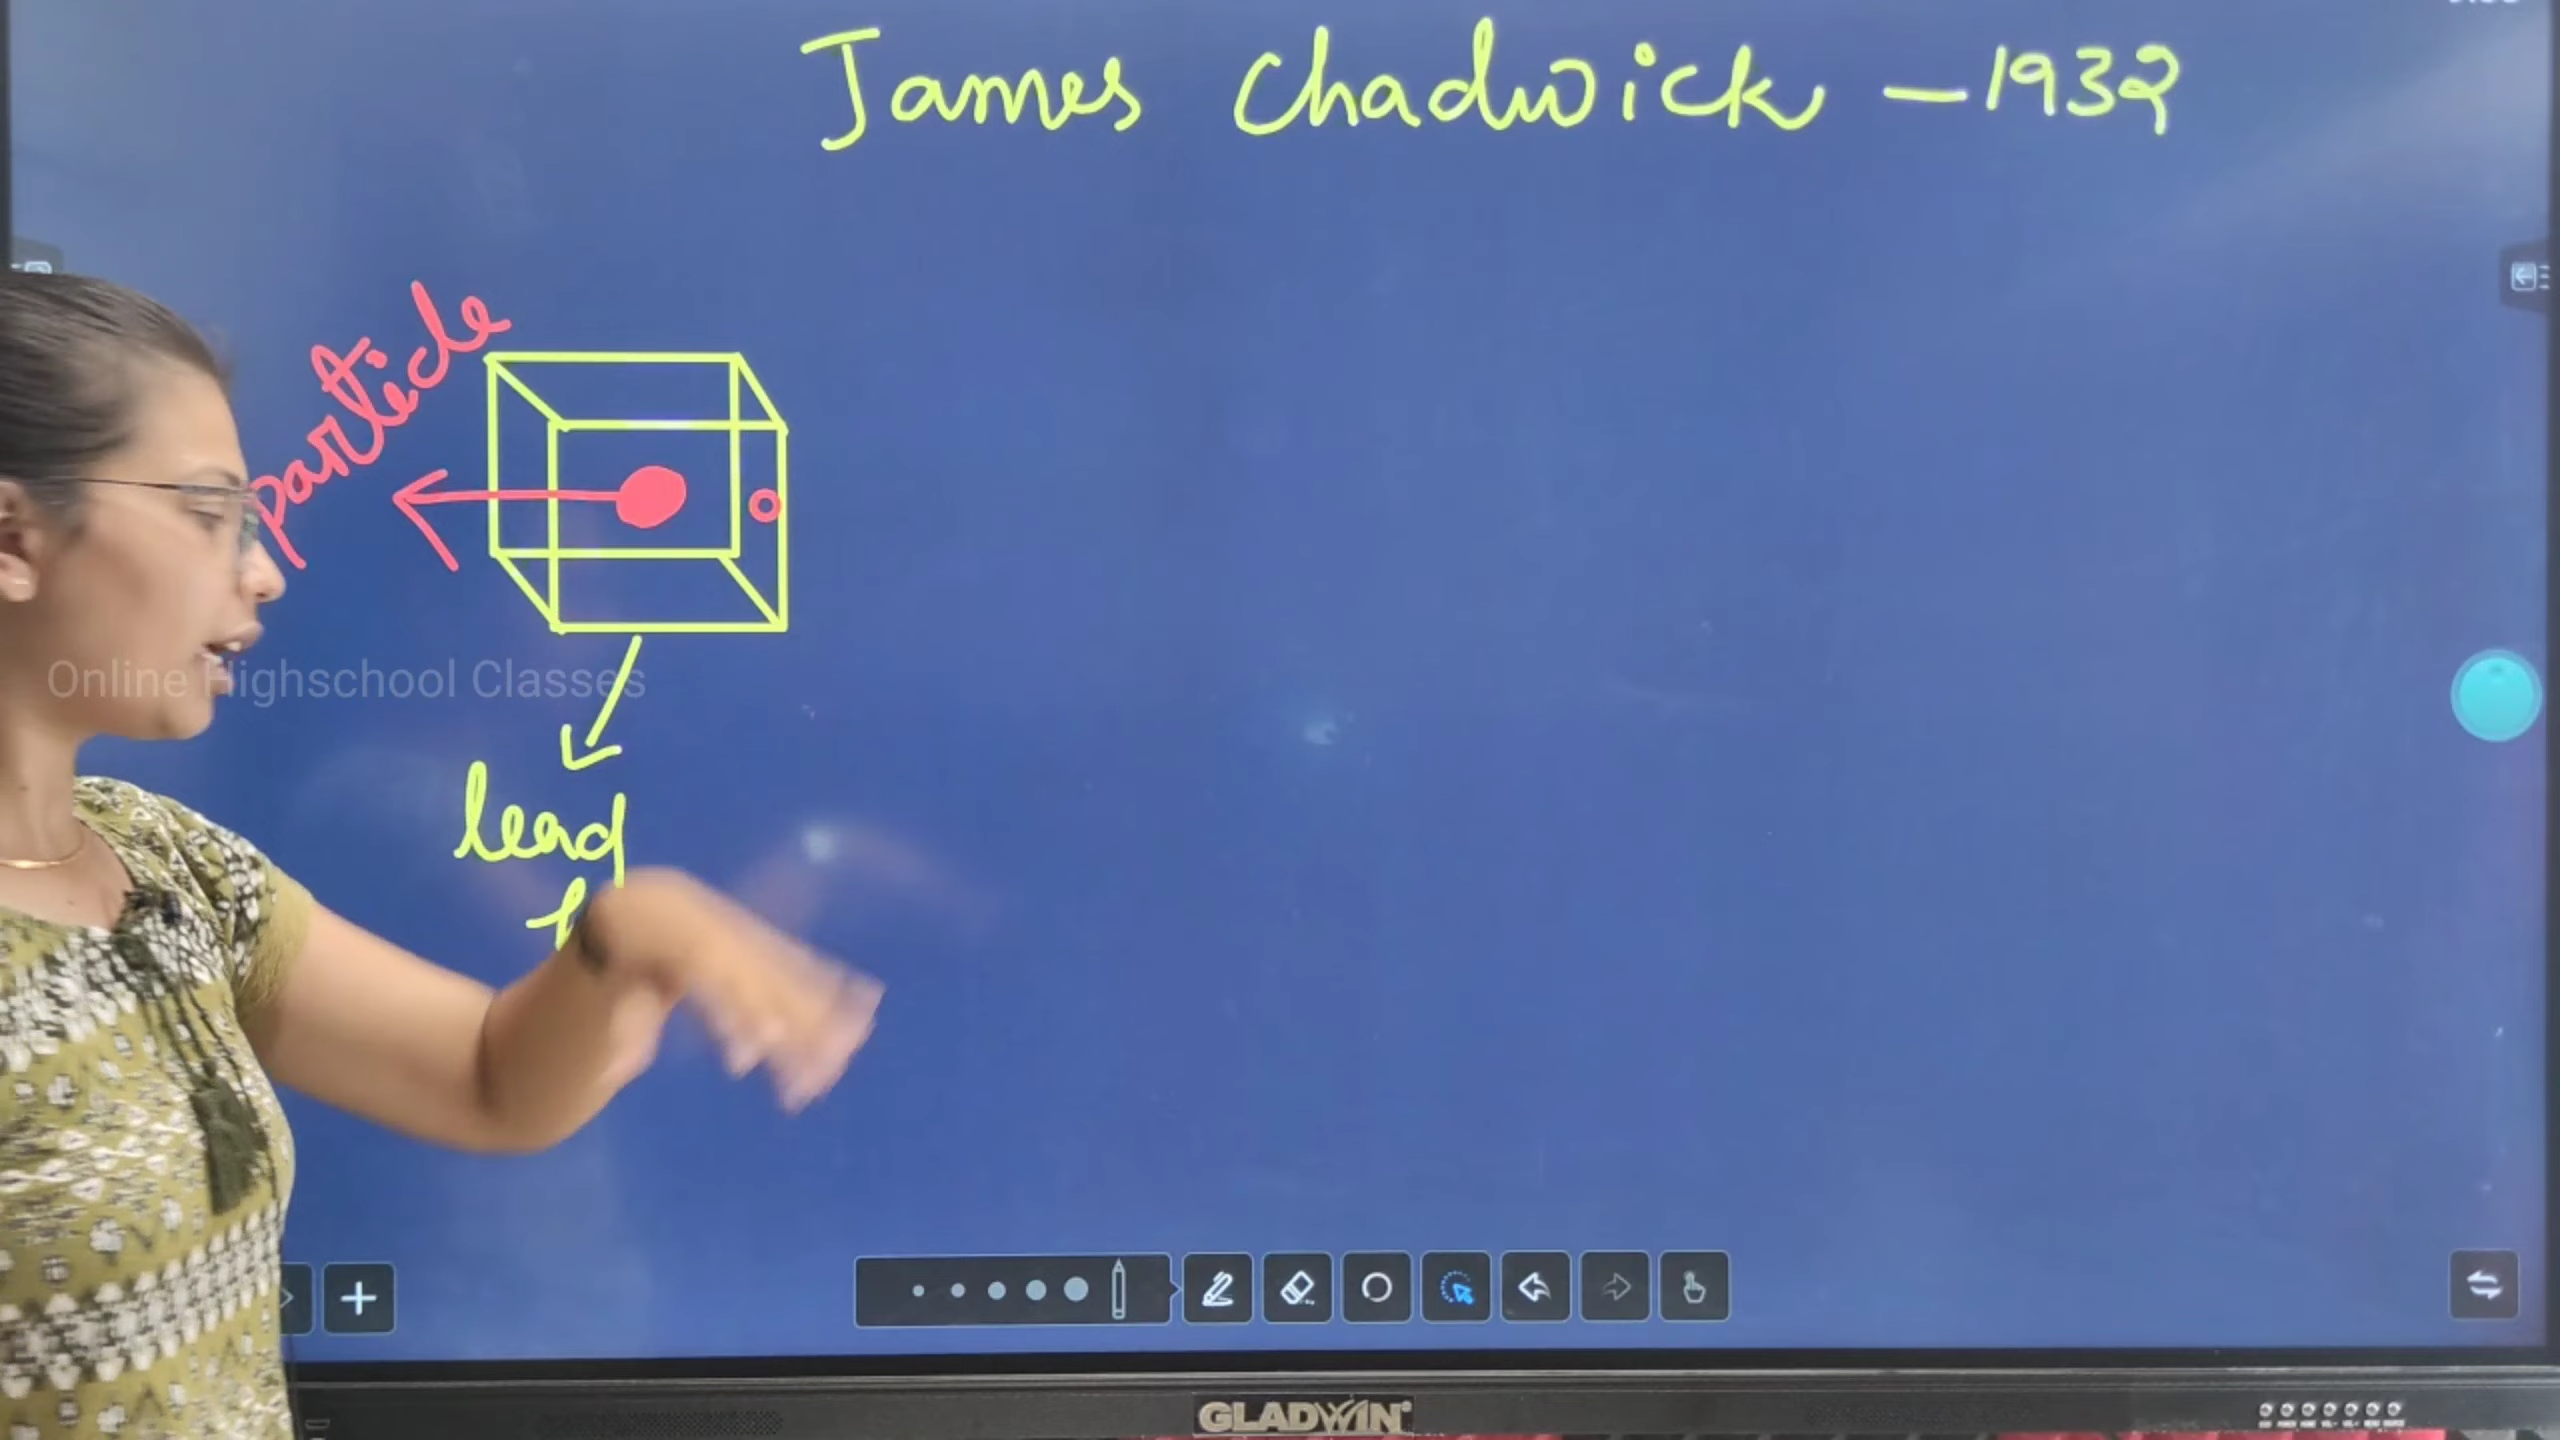 James Chadwick - 1932
particle
Online Highschool Classes
lead
GLADWIN